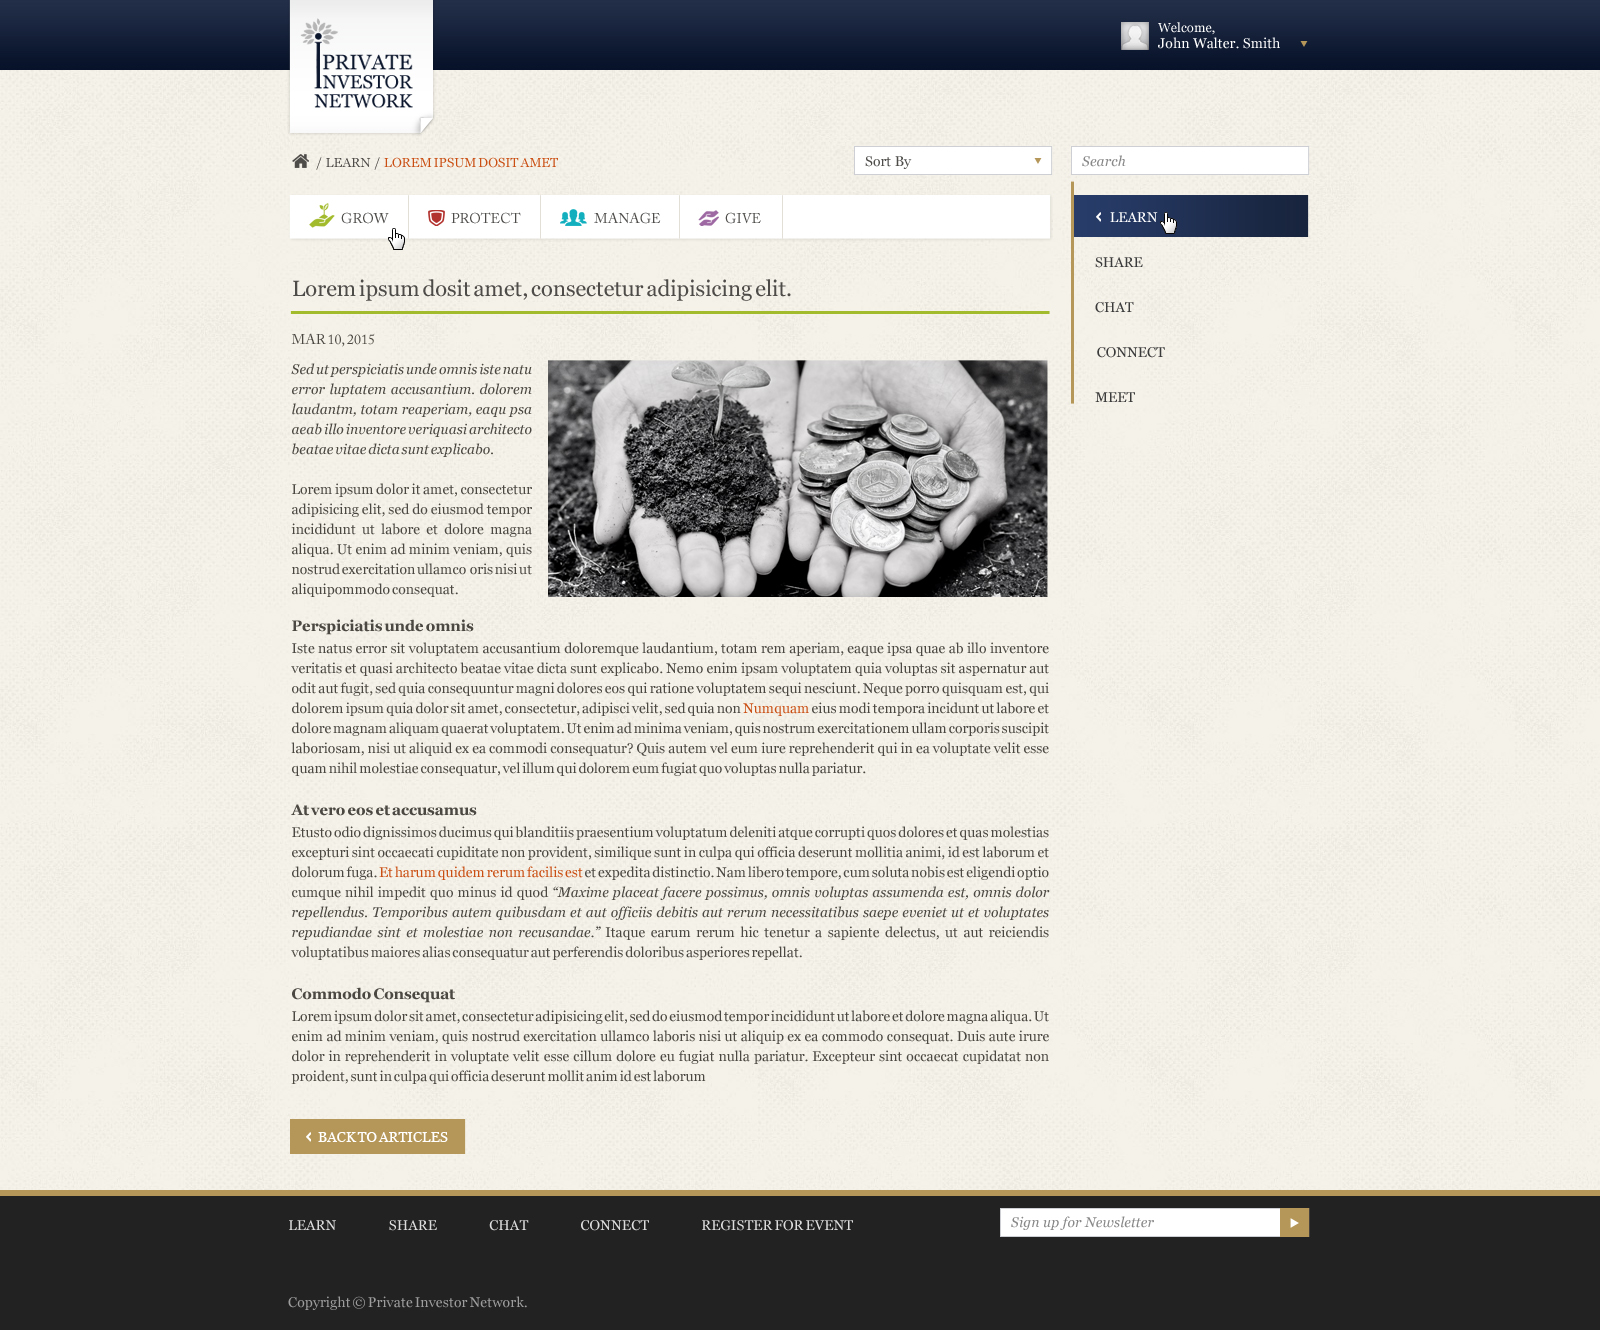 PRIVATE
INVESTOR
NETWORK
Welcome,
John Walter. Smith
/ LEARN / LOREM IPSUM DOSIT AMET
Sort By
Search
GROW
PROTECT
MANAGE
GIVE
LEARN
SHARE
CHAT
CONNECT
MEET
Lorem ipsum dosit amet, consectetur adipisicing elit.
MAR 10, 2015
Sed ut perspiciatis unde omnis iste natu
error luptatem accusantium. dolorem
laudantm, totam reaperiam, eaqu psa
aeab illo inventore veriquasi architecto
beatae vitae dicta sunt explicabo.
Lorem ipsum dolor it amet, consectetur
adipisicing elit, sed do eiusmod tempor
incididunt ut labore et dolore magna
aliqua. Ut enim ad minim veniam, quis
nostrud exercitation ullamco oris nisi ut
aliquipommodo consequat.
Perspiciatis unde omnis
Iste natus error sit voluptatem accusantium doloremque laudantium, totam rem aperiam, eaque ipsa quae ab illo inventore
veritatis et quasi architecto beatae vitae dicta sunt explicabo. Nemo enim ipsam voluptatem quia voluptas sit aspernatur aut
odit aut fugit, sed quia consequuntur magni dolores eos qui ratione voluptatem sequi nesciunt. Neque porro quisquam est, qui
dolorem ipsum quia dolor sit amet, consectetur, adipisci velit, sed quia non Numquam eius modi tempora incidunt ut labore et
dolore magnam aliquam quaerat voluptatem. Ut enim ad minima veniam, quis nostrum exercitationem ullam corporis suscipit
laboriosam, nisi ut aliquid ex ea commodi consequatur? Quis autem vel eum iure reprehenderit qui in ea voluptate velit esse
quam nihil molestiae consequatur, vel illum qui dolorem eum fugiat quo voluptas nulla pariatur.
At vero eos et accusamus
Etusto odio dignissimos ducimus qui blanditiis praesentium voluptatum deleniti atque corrupti quos dolores et quas molestias
excepturi sint occaecati cupiditate non provident, similique sunt in culpa qui officia deserunt mollitia animi, id est laborum et
dolorum fuga. Et harum quidem rerum facilis est et expedita distinctio. Nam libero tempore, cum soluta nobis est eligendi optio
cumque nihil impedit quo minus id quod “Maxime placeat facere possimus, omnis voluptas assumenda est, omnis dolor
repellendus. Temporibus autem quibusdam et aut officiis debitis aut rerum necessitatibus saepe eveniet ut et voluptates
repudiandae sint et molestiae non recusandae.” Itaque earum rerum hic tenetur a sapiente delectus, ut aut reiciendis
voluptatibus maiores alias consequatur aut perferendis doloribus asperiores repellat.
Commodo Consequat
Lorem ipsum dolor sit amet, consectetur adipisicing elit, sed do eiusmod tempor incididunt ut labore et dolore magna aliqua. Ut
enim ad minim veniam, quis nostrud exercitation ullamco laboris nisi ut aliquip ex ea commodo consequat. Duis aute irure
dolor in reprehenderit in voluptate velit esse cillum dolore eu fugiat nulla pariatur. Excepteur sint occaecat cupidatat non
proident, sunt in culpa qui officia deserunt mollit anim id est laborum
BACK TO ARTICLES
LEARN
SHARE
CHAT
CONNECT
REGISTER FOR EVENT
Sign up for Newsletter
Copyright © Private Investor Network.